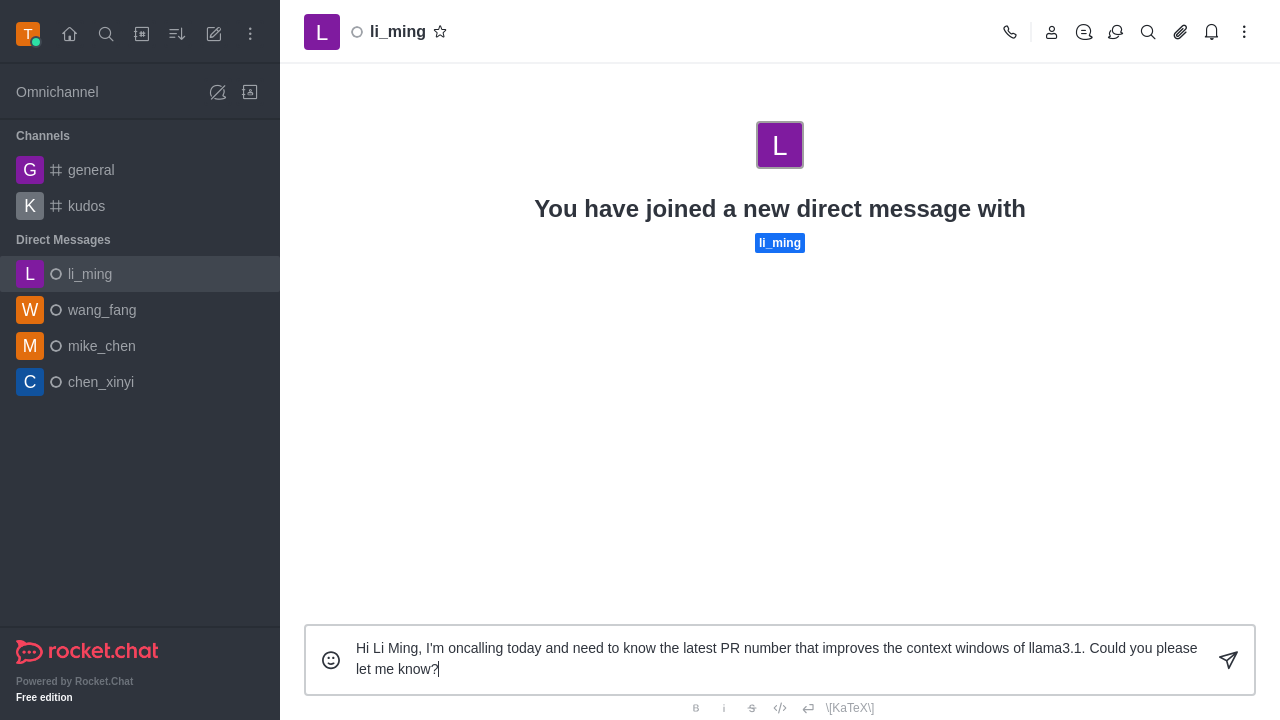 T
L
li_ming
Omnichannel
Channels
G general
K kudos
Direct Messages
L li_ming
W wang_fang
M mike_chen
C chen_xinyi
L
You have joined a new direct message with
li_ming
Hi Li Ming, I'm oncalling today and need to know the latest PR number that improves the context windows of llama3.1. Could you please
let me know?
B i S \[KaTeX\]
rocket.chat
Powered by Rocket.Chat
Free edition